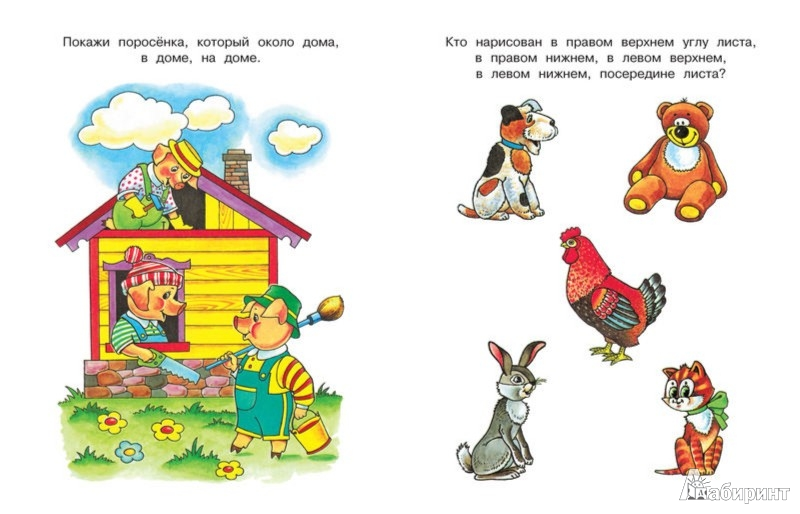 Покажи поросёнка, который около дома,
в доме, на доме.
Кто нарисован в правом верхнем углу листа,
в правом нижнем, в левом верхнем,
в левом нижнем, посередине листа?
Лабиринт